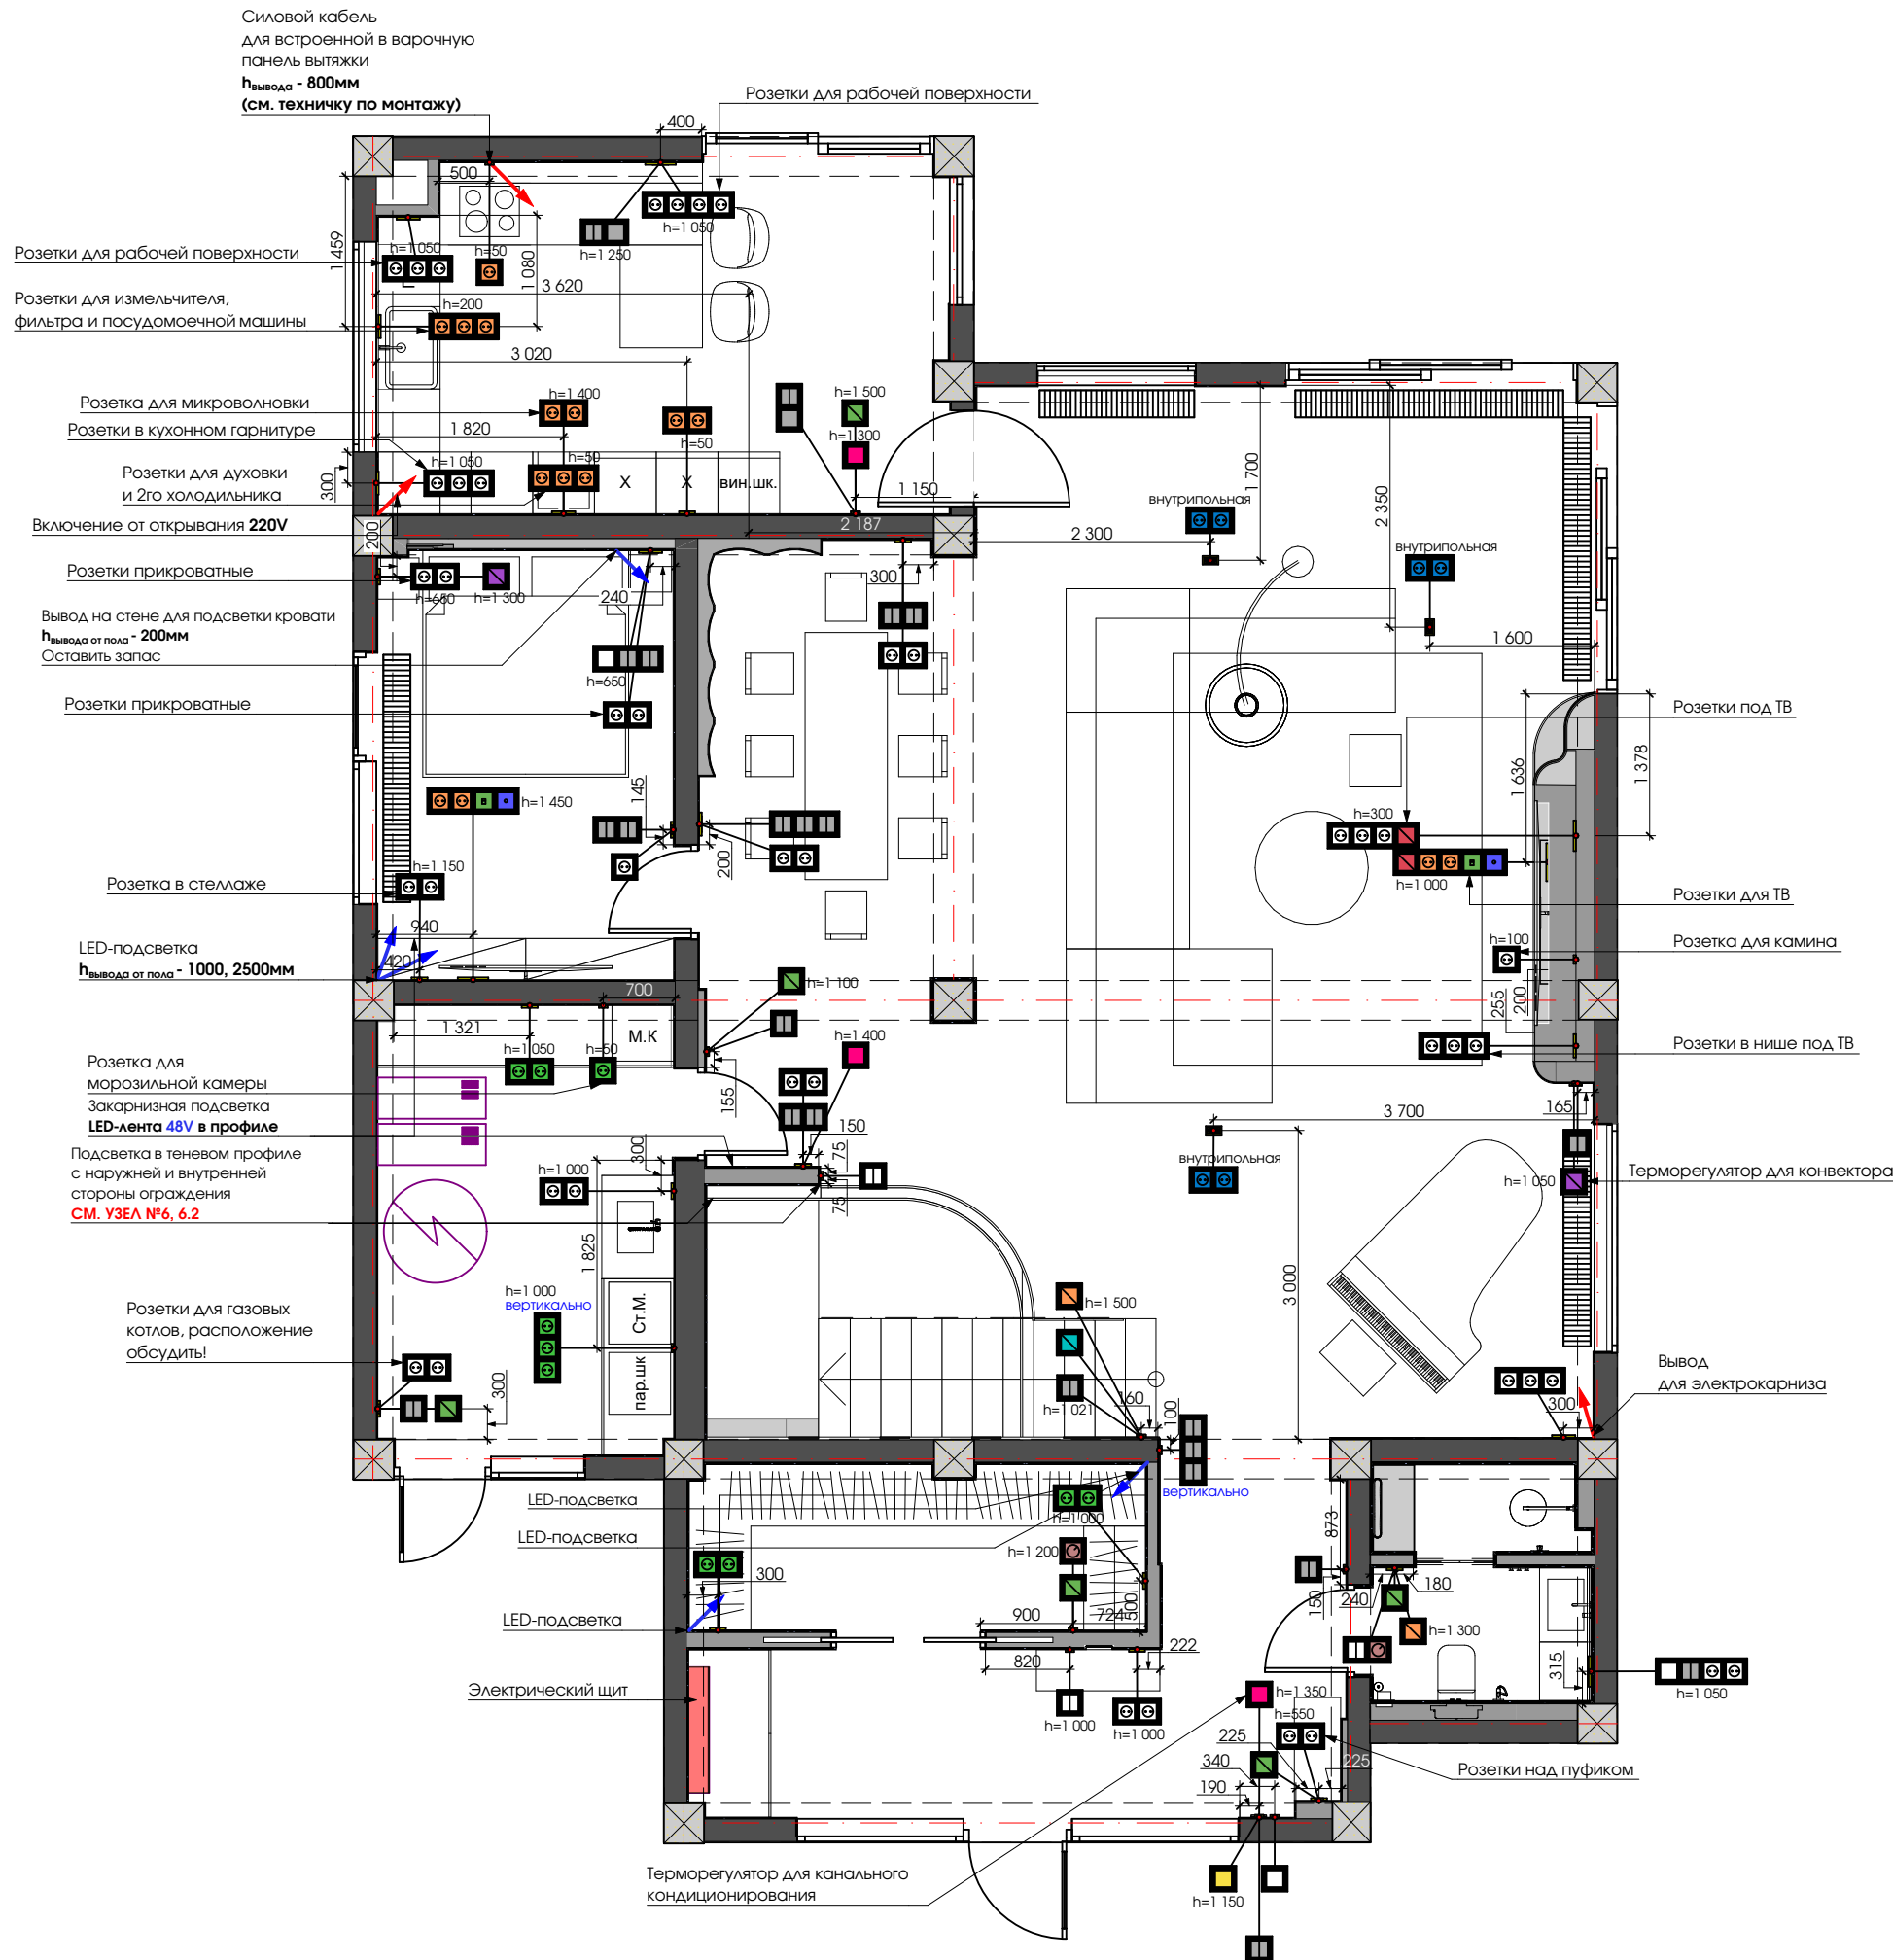 Силовой кабель
для встроенной в варочную
панель вытяжки
hвывода - 800мм
(см. техничку по монтажу)
Розетки для рабочей поверхности
400
500
h=1 050
h=1 250
1 459
h=1 050
h=50
1 080
Розетки для рабочей поверхности
3 620
Розетки для измельчителя,
фильтра и посудомоечной машины
h=200
3 020
Розетка для микроволновки
h=1 400
h=1 500
Розетки в кухонном гарнитуре
1 820
h=50
h=1 300
Розетки для духовки
и 2го холодильника
300
h=1 050
h=50
X
X
вин.шк.
1 150
1 700
2 350
внутрипольная
Включение от открывания 220V
200
2 187
2 300
внутрипольная
Розетки прикроватные
h=650
h=1 300
240
300
Вывод на стене для подсветки кровати
hвывода от пола - 200мм
Оставить запас
h=650
1 600
Розетки прикроватные
Розетки под ТВ
1 636
1 378
h=1 450
145
200
h=300
h=1 000
h=1 150
Розетка в стеллаже
Розетки для ТВ
940
420
LED-подсветка
hвывода от пола - 1000, 2500мм
h=100
Розетка для камина
255
200
h=1 100
700
1 321
М.К
h=1 400
h=1 050
h=50
Розетки в нише под ТВ
Розетка для
морозильной камеры
Закарнизная подсветка
LED-лента 48V в профиле
155
150
75
75
165
3 700
Подсветка в теневом профиле
с наружней и внутренней
стороны ограждения
СМ. УЗЕЛ №6, 6.2
300
h=1 000
внутрипольная
h=1 050
Терморегулятор для конвектора
1 825
3 000
h=1 000
вертикально
Ст.М.
пар.шк
h=1 500
Розетки для газовых
котлов, расположение
обсудить!
300
h=1 021
160
100
300
Вывод
для электрокарниза
вертикально
LED-подсветка
LED-подсветка
h=1 000
h=1 200
873
300
150
240
180
LED-подсветка
900
724
500
h=1 300
820
222
315
h=1 050
Электрический щит
h=1 000
h=1 000
h=1 350
h=550
225
340
225
190
Розетки над пуфиком
Терморегулятор для канального
кондиционирования
h=1 150